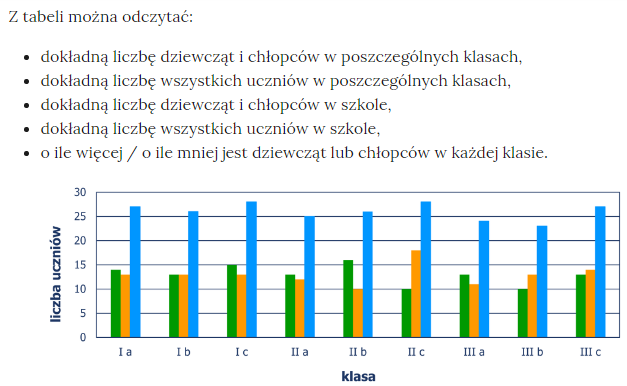 Z tabeli można odczytać:
• dokładną liczbę dziewcząt i chłopców w poszczególnych klasach,
• dokładną liczbę wszystkich uczniów w poszczególnych klasach,
• dokładną liczbę dziewcząt i chłopców w szkole,
• dokładną liczbę wszystkich uczniów w szkole,
• o ile więcej / o ile mniej jest dziewcząt lub chłopców w każdej klasie.
liczba uczniów
30
25
20
15
10
5
0
I a I b I c II a II b II c III a III b III c
klasa